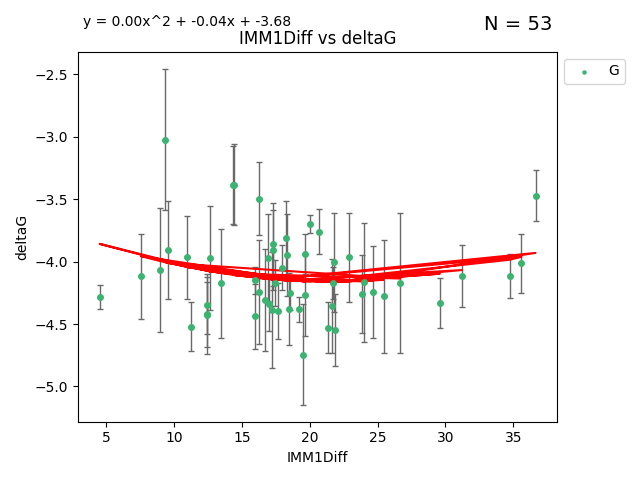 y = 0.00x^2 + -0.04x + -3.68
N = 53
IMM1Diff vs deltaG
G
deltaG
−2.5
−3.0
−3.5
−4.0
−4.5
−5.0
5 10 15 20 25 30 35
IMM1Diff